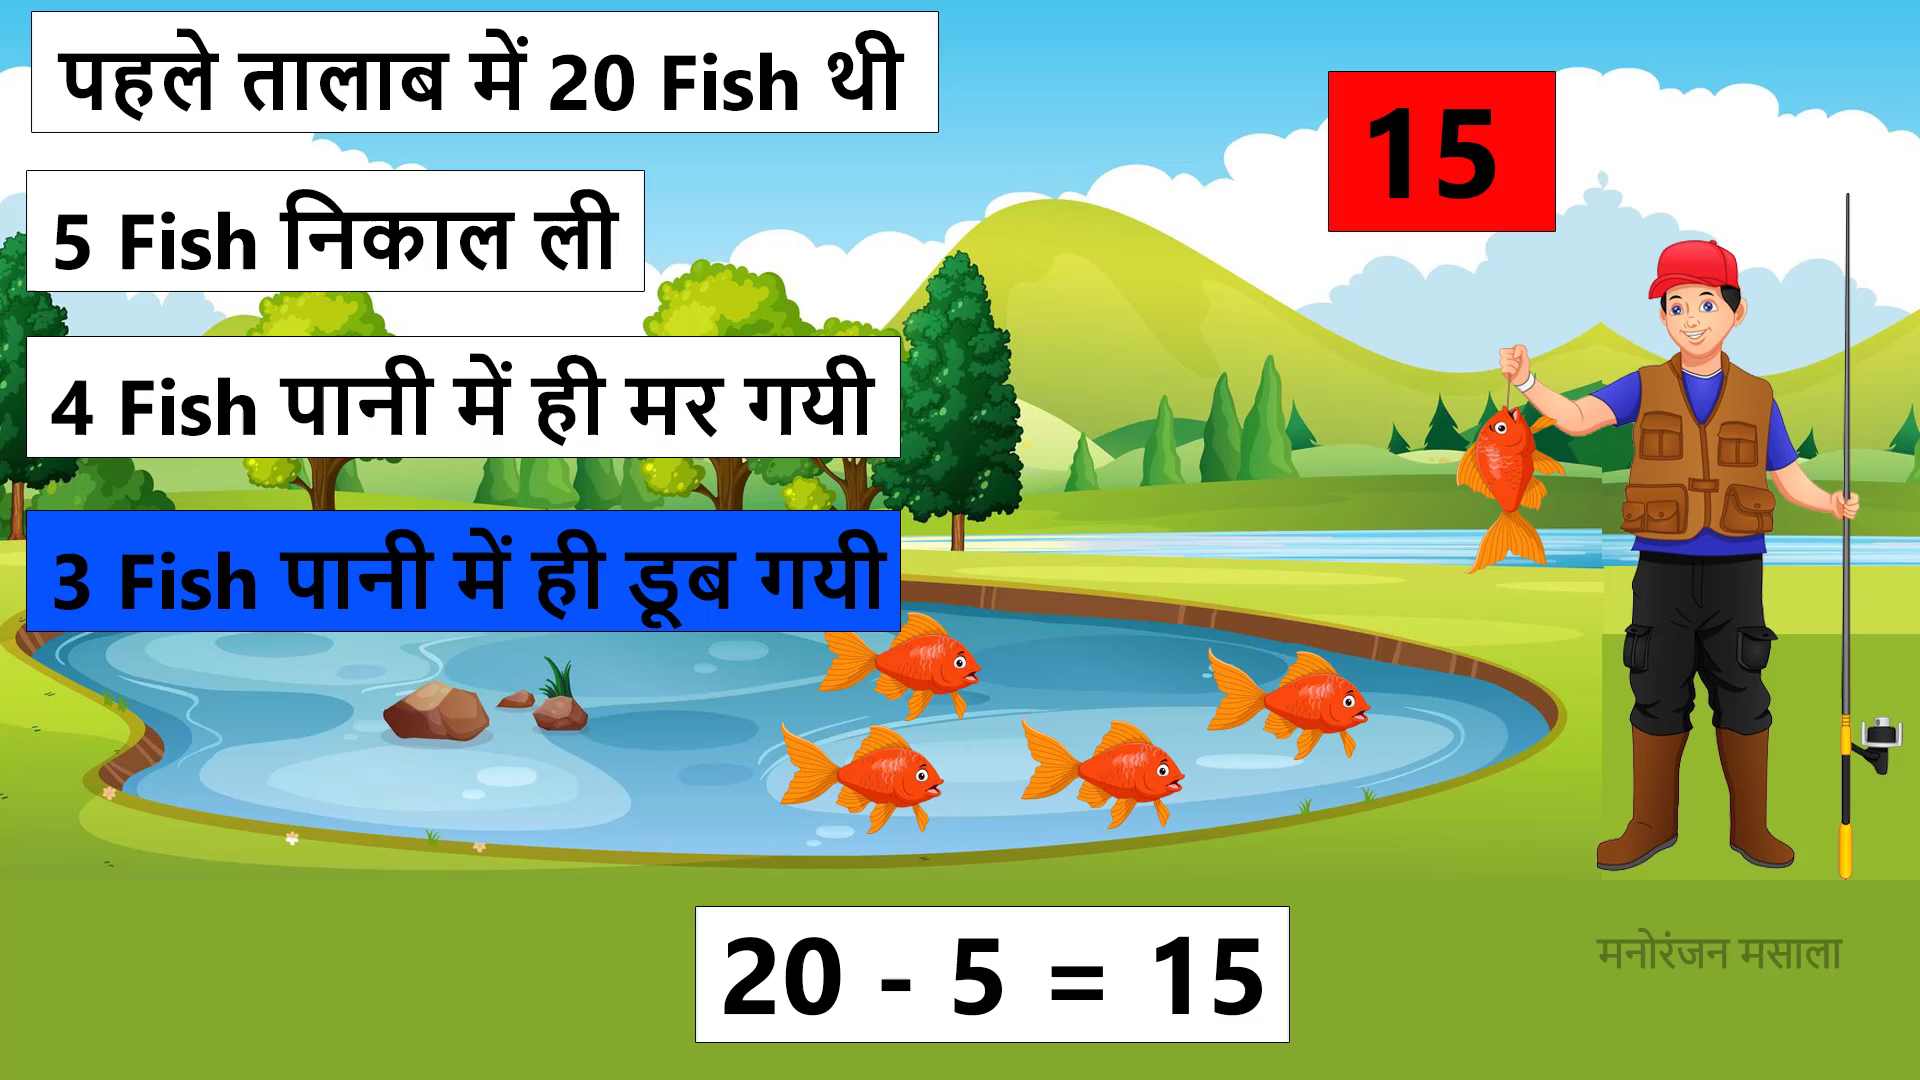 पहले तालाब में 20 Fish थी
15
5 Fish निकाल ली
4 Fish पानी में ही मर गयी
3 Fish पानी में ही डूब गयी
20 - 5 = 15
मनोरंजन मसाला